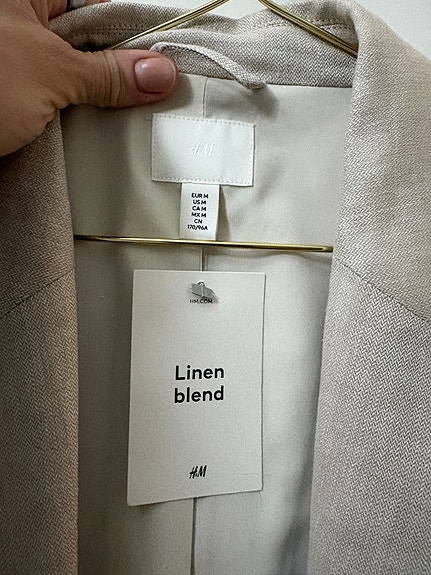 H&M
EUR M
US M
CA M
MX M
CN
170/96A
HM.COM
Linen
blend
H&M